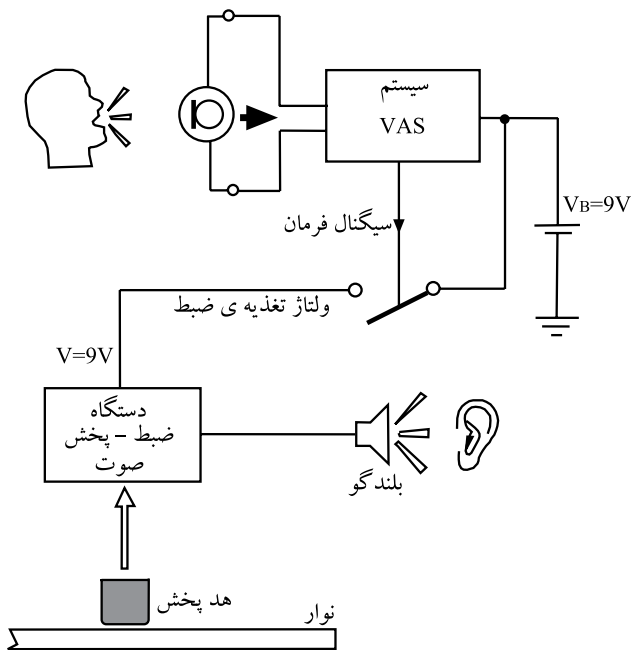 سیستم
VAS
VB=9V
سیگنال فرمان
ولتاژ تغذیه ی ضبط
V=9V
دستگاه
ضبط - پخش
صوت
بلندگو
هد پخش
نوار